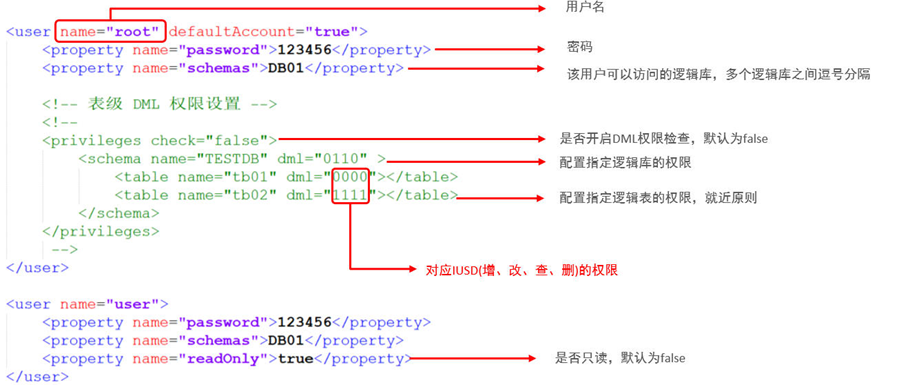 用户名
<user name="root" defaultAccount="true">
<property name="password">123456</property>
密码
<property name="schemas">DB01</property>
该用户可以访问的逻辑库，多个逻辑库之间逗号分隔
<!-- 表级 DML 权限设置 -->
<!--
<privileges check="false">
是否开启DML权限检查，默认为false
<schema name="TESTDB" dml="0110" >
配置指定逻辑库的权限
<table name="tb01" dml="0000"></table>
<table name="tb02" dml="1111"></table>
配置指定逻辑表的权限，就近原则
</schema>
</privileges>
-->
对应IUSD(增、改、查、删)的权限
</user>
<user name="user">
<property name="password">123456</property>
<property name="schemas">DB01</property>
<property name="readOnly">true</property>
是否只读，默认为false
</user>